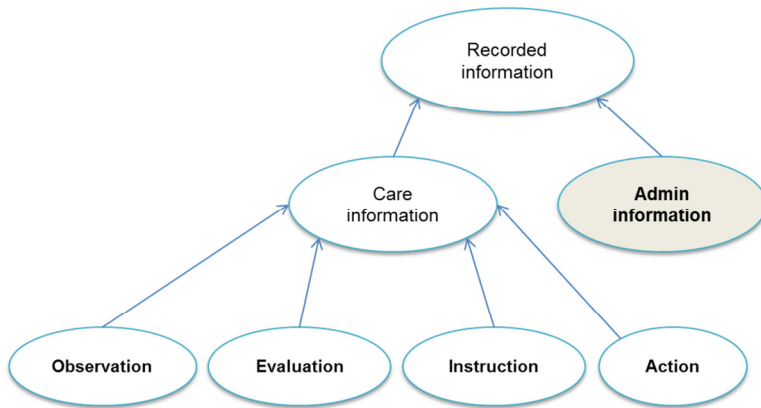 Recorded
information
Care
information
Admin
information
Observation
Evaluation
Instruction
Action